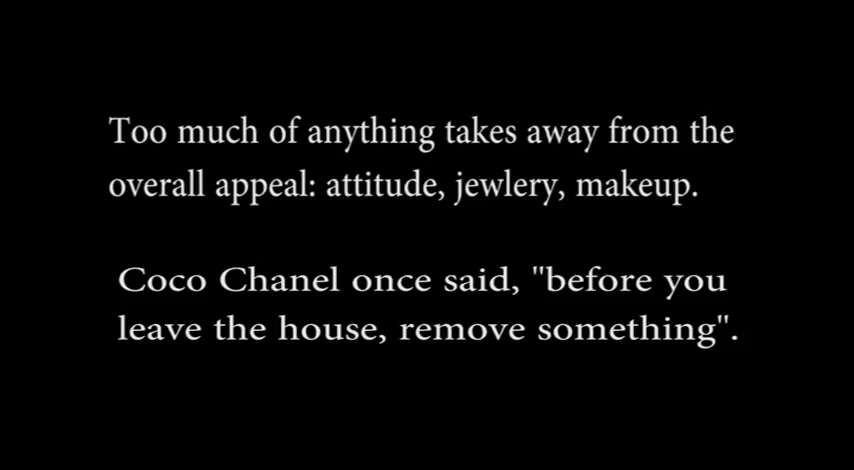 Too much of anything takes away from the
overall appeal: attitude, jewlery, makeup.
Coco Chanel once said, "before you
leave the house, remove something".